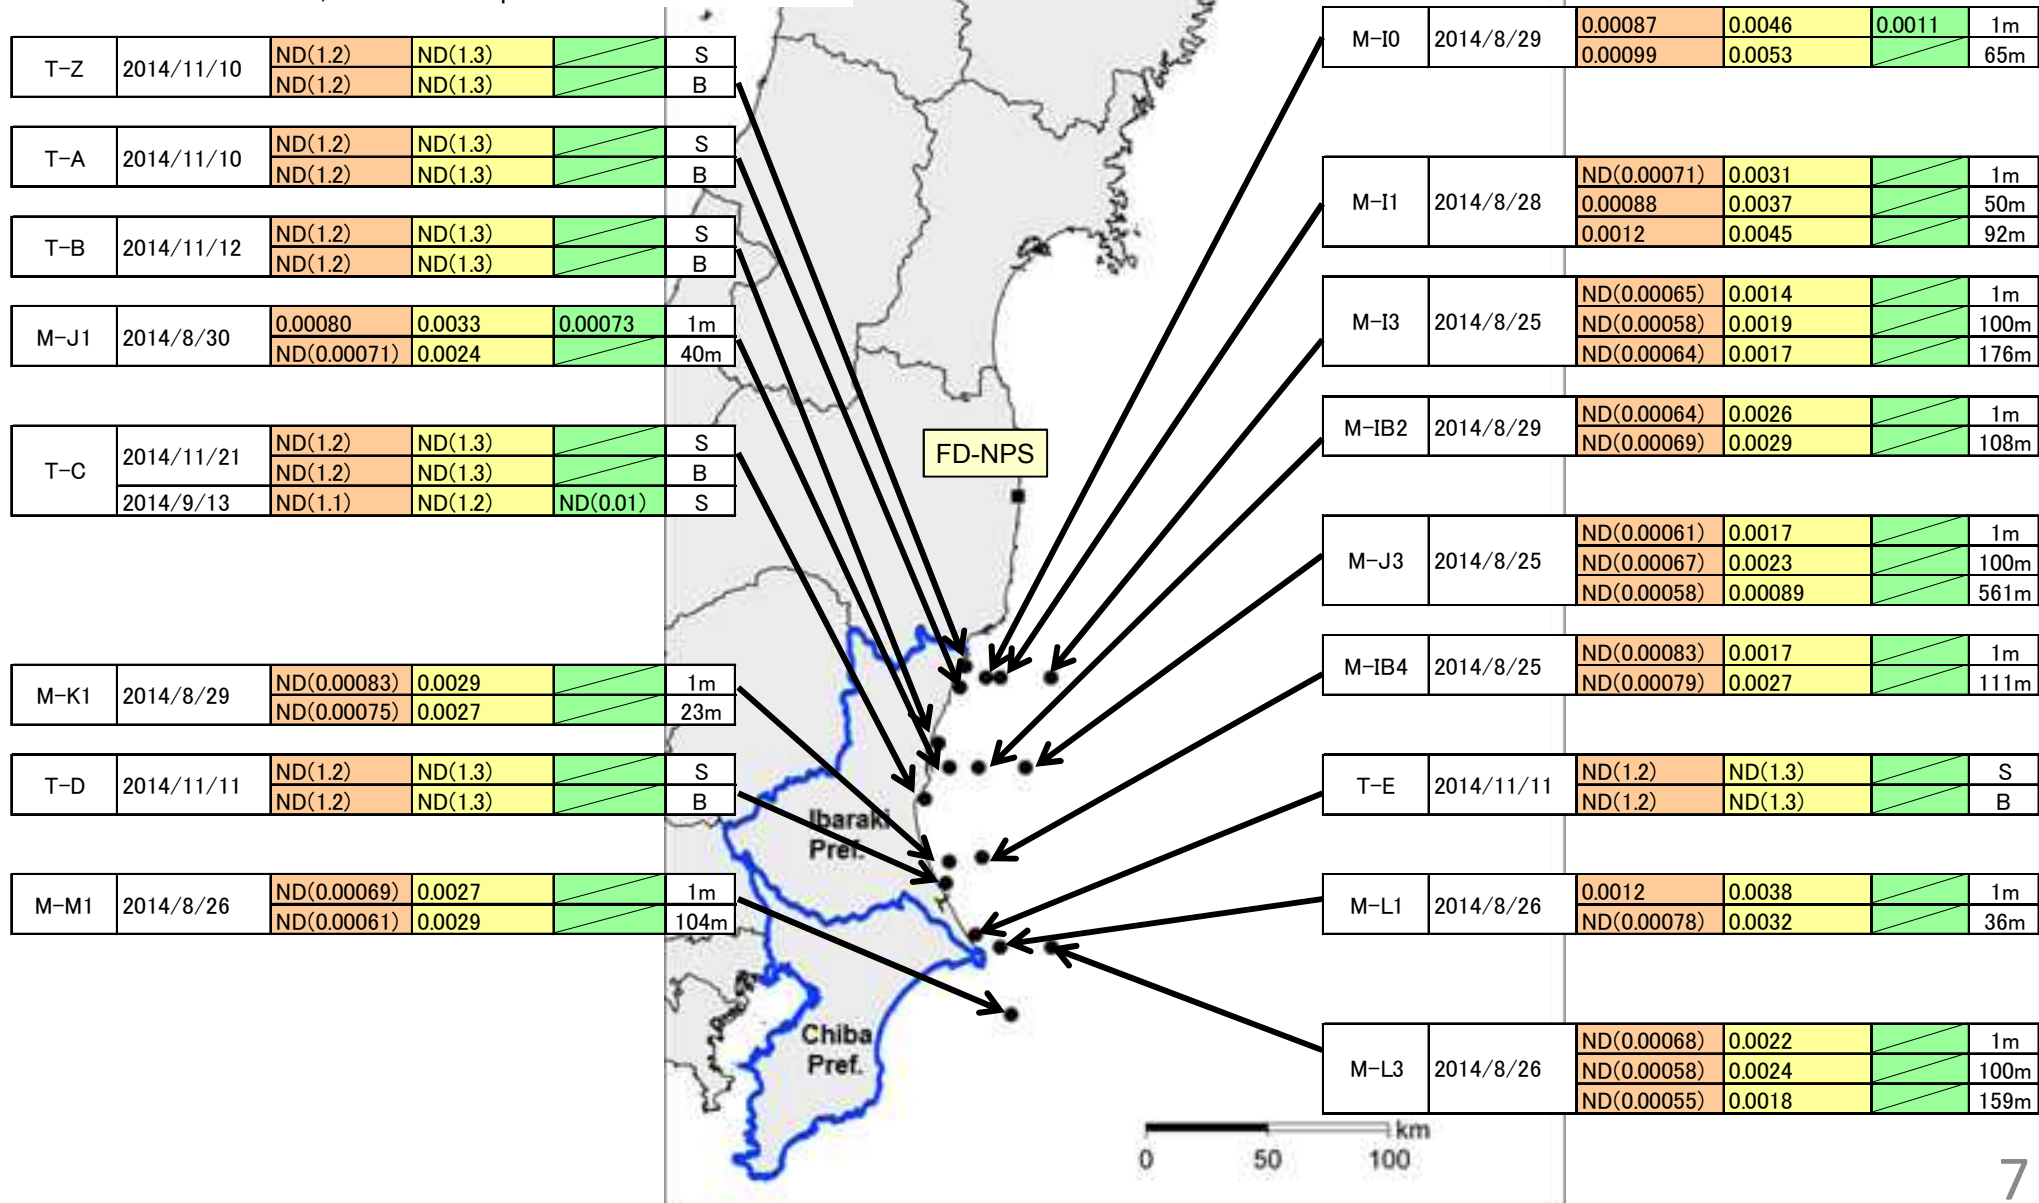 T-Z 2014/11/10 ND(1.2) ND(1.3) S
ND(1.2) ND(1.3) B
T-A 2014/11/10 ND(1.2) ND(1.3) S
ND(1.2) ND(1.3) B
T-B 2014/11/12 ND(1.2) ND(1.3) S
ND(1.2) ND(1.3) B
M-J1 2014/8/30 0.00080 0.0033 0.00073 1m
ND(0.00071) 0.0024 40m
T-C 2014/11/21 ND(1.2) ND(1.3) S
ND(1.2) ND(1.3) B
2014/9/13 ND(1.1) ND(1.2) ND(0.01) S
M-K1 2014/8/29 ND(0.00083) 0.0029 1m
ND(0.00075) 0.0027 23m
T-D 2014/11/11 ND(1.2) ND(1.3) S
ND(1.2) ND(1.3) B
M-M1 2014/8/26 ND(0.00069) 0.0027 1m
ND(0.00061) 0.0029 104m
FD-NPS
Ibaraki
Pref.
Chiba
Pref.
M-I0 2014/8/29 0.00087 0.0046 0.0011 1m
0.00099 0.0053 65m
M-I1 2014/8/28 ND(0.00071) 0.0031 1m
0.00088 0.0037 50m
0.0012 0.0045 92m
M-I3 2014/8/25 ND(0.00065) 0.0014 1m
ND(0.00058) 0.0019 100m
ND(0.00064) 0.0017 176m
M-IB2 2014/8/29 ND(0.00064) 0.0026 1m
ND(0.00069) 0.0029 108m
M-J3 2014/8/25 ND(0.00061) 0.0017 1m
ND(0.00067) 0.0023 100m
ND(0.00058) 0.00089 561m
M-IB4 2014/8/25 ND(0.00083) 0.0017 1m
ND(0.00079) 0.0027 111m
T-E 2014/11/11 ND(1.2) ND(1.3) S
ND(1.2) ND(1.3) B
M-L1 2014/8/26 0.0012 0.0038 1m
ND(0.00078) 0.0032 36m
M-L3 2014/8/26 ND(0.00068) 0.0022 1m
ND(0.00058) 0.0024 100m
ND(0.00055) 0.0018 159m
km
0 50 100
7